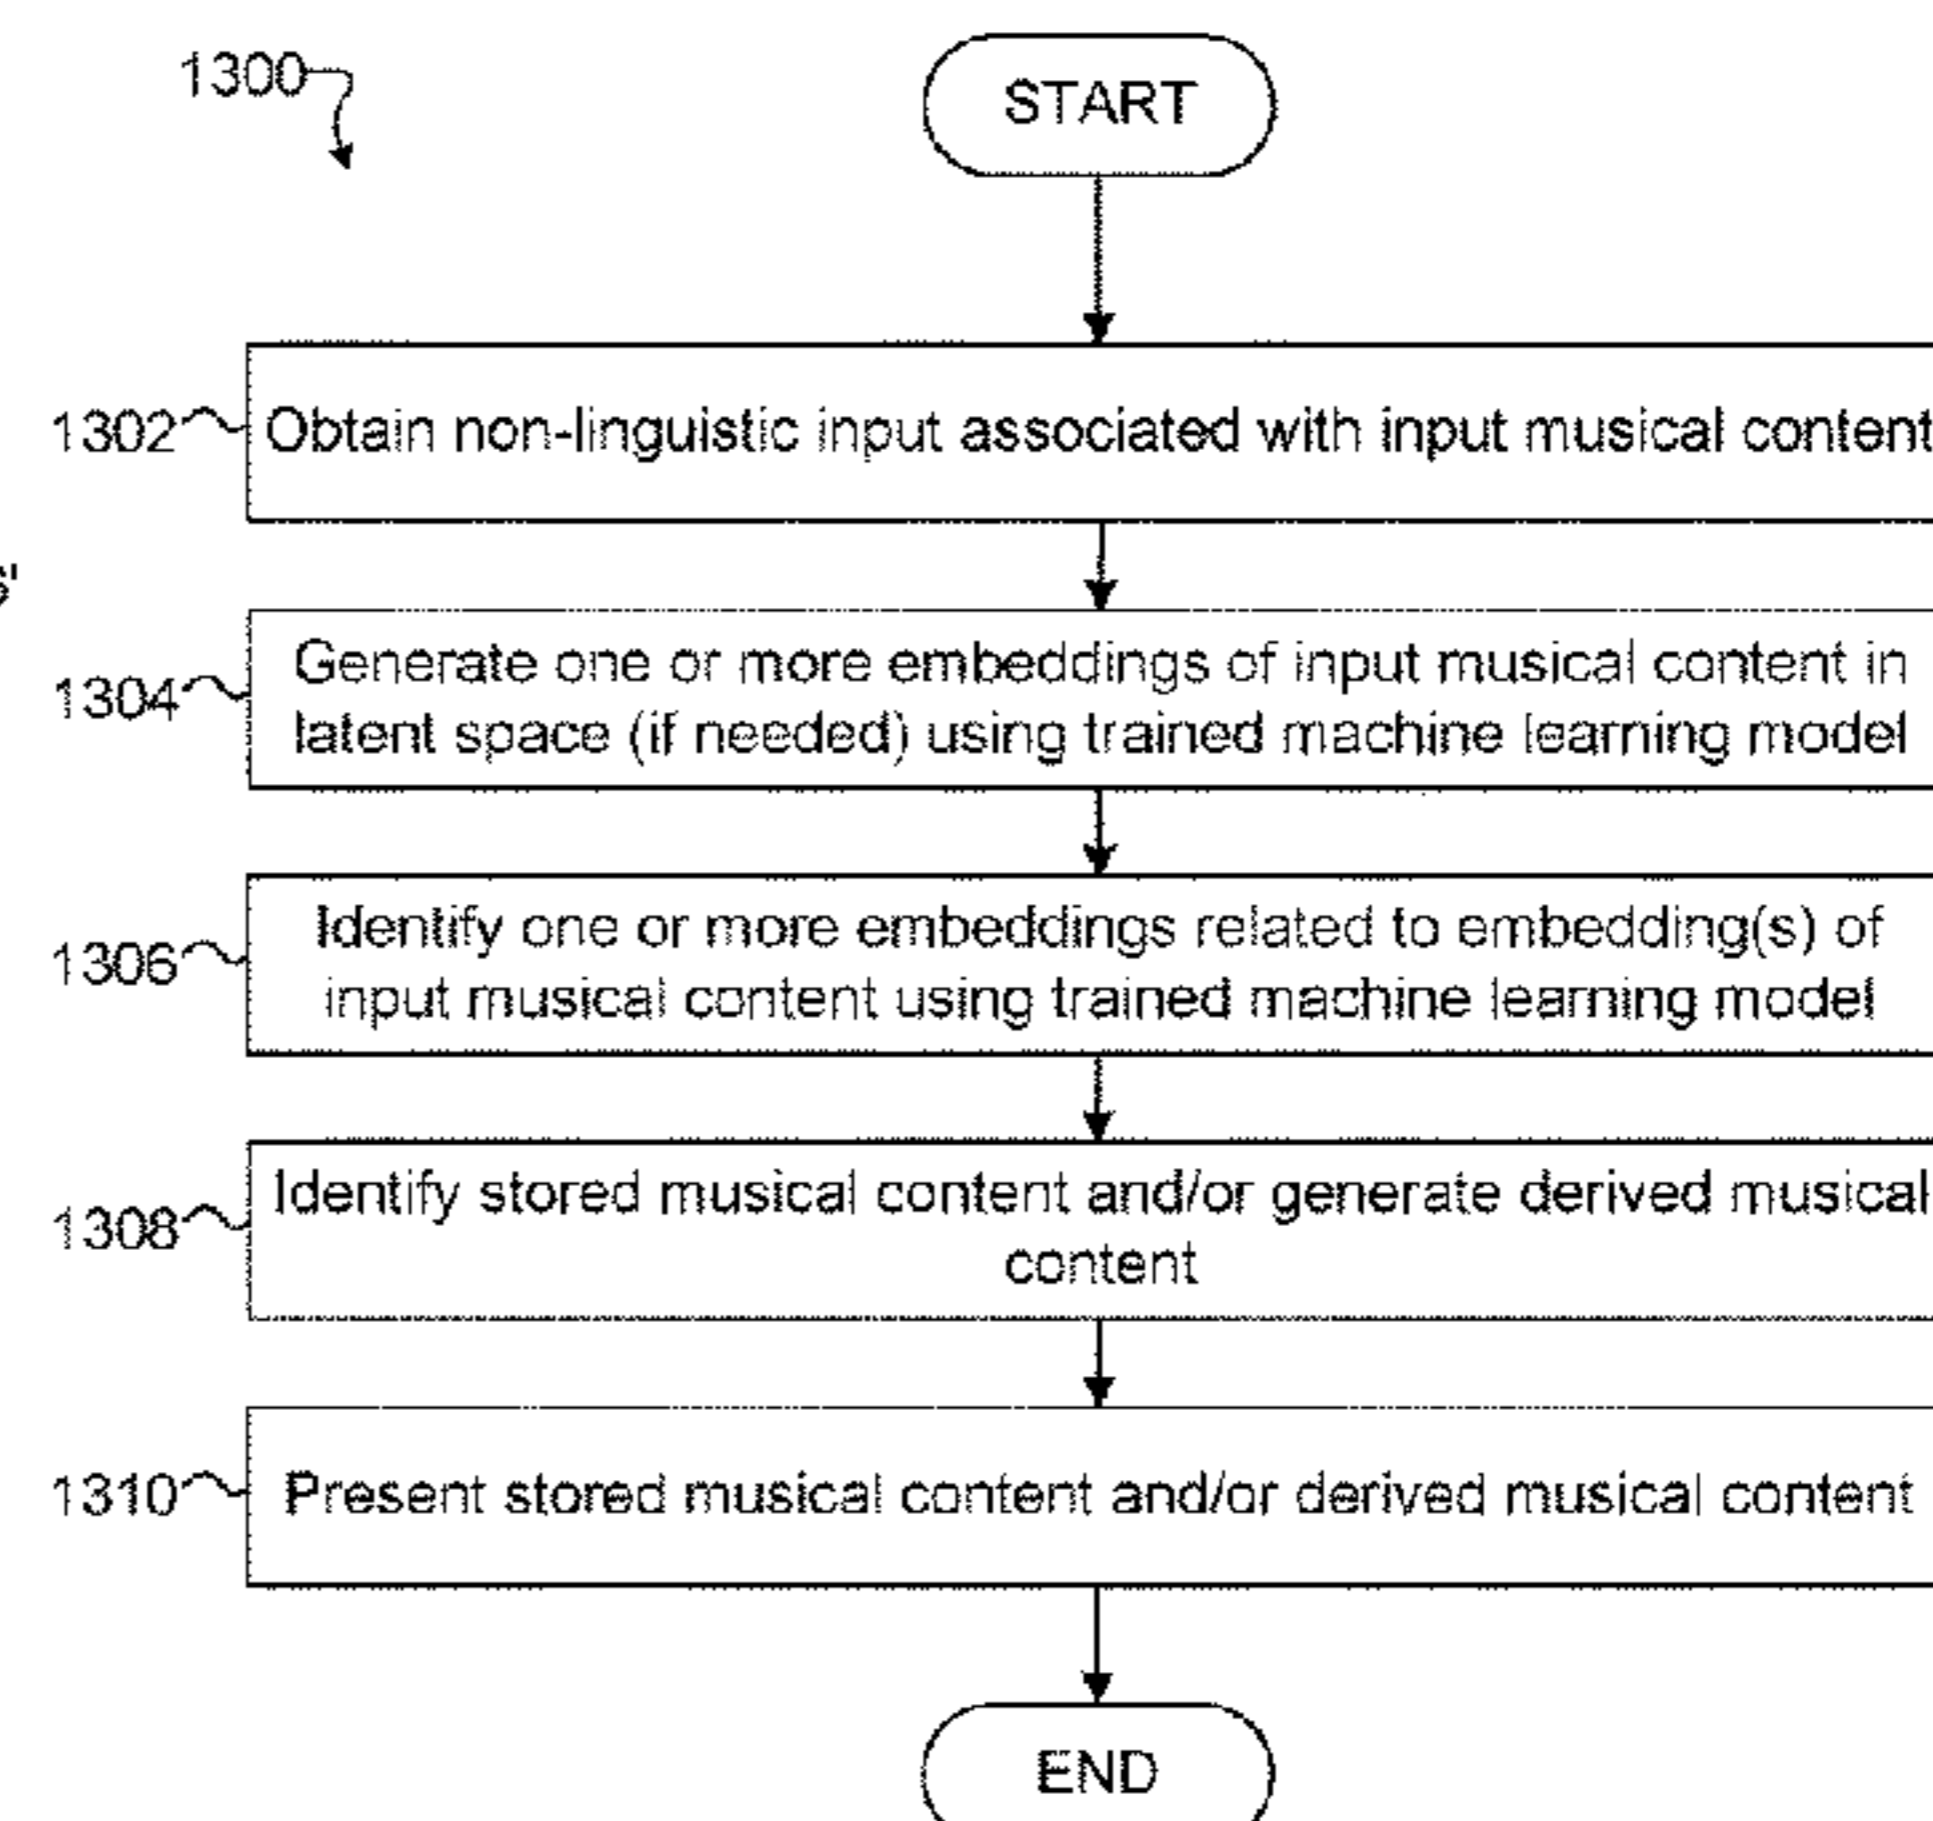 1300
START
1302
Obtain non-linguistic input associated with input musical content
1304
Generate one or more embeddings of input musical content in
latent space (if needed) using trained machine learning model
1306
Identify one or more embeddings related to embedding(s) of
input musical content using trained machine learning model
1308
Identify stored musical content and/or generate derived musical
content
1310
Present stored musical content and/or derived musical content
END